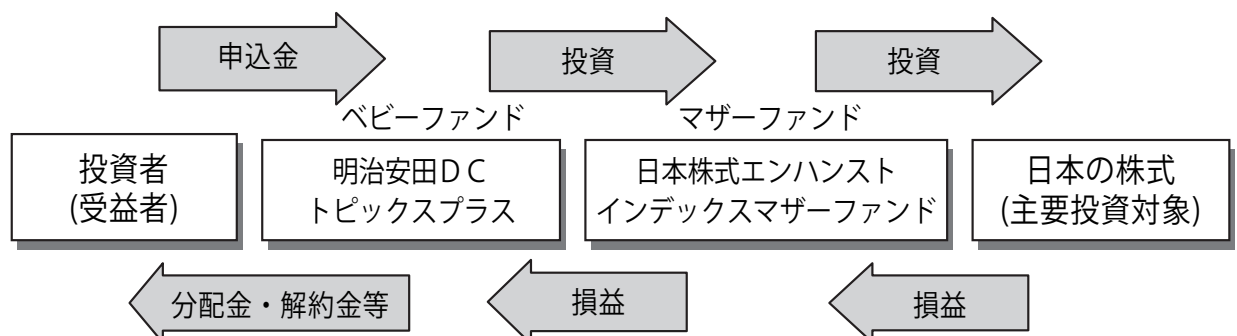 申込金
投資
投資
ベビーファンド
マザーファンド
投資者
(受益者)
明治安田ＤＣ
トピックスプラス
日本株式エンハンスト
インデックスマザーファンド
日本の株式
(主要投資対象)
分配金・解約金等
損益
損益